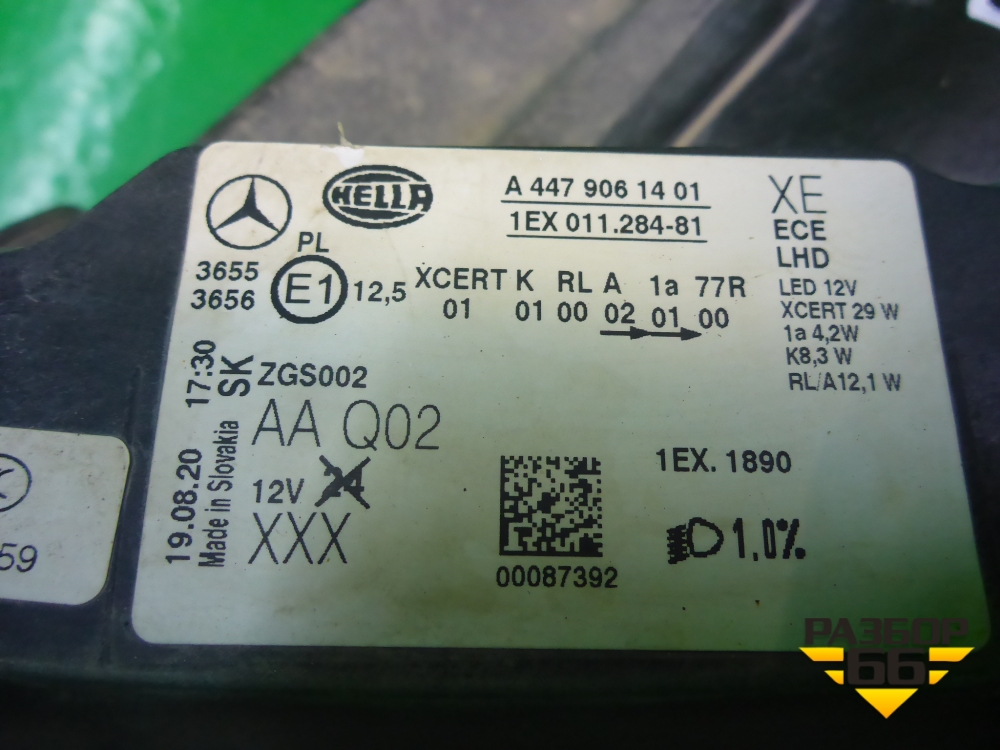 HELLA
A 447 906 14 01
1EX 011.284-81
XE
ECE
LHD
LED 12V
XCERT 29 W
1a 4,2W
K8,3 W
RL/A12,1 W
PL
3655
3656
E1
12,5
XCERT K RL A 1a 77R
01 01 00 02 01 00
19.08.20 17:30
Made in Slovakia SK
ZGS002
AA Q02
12V 24
XXX
00087392
1EX. 1890
1,0%
59
РАЗБОР
66